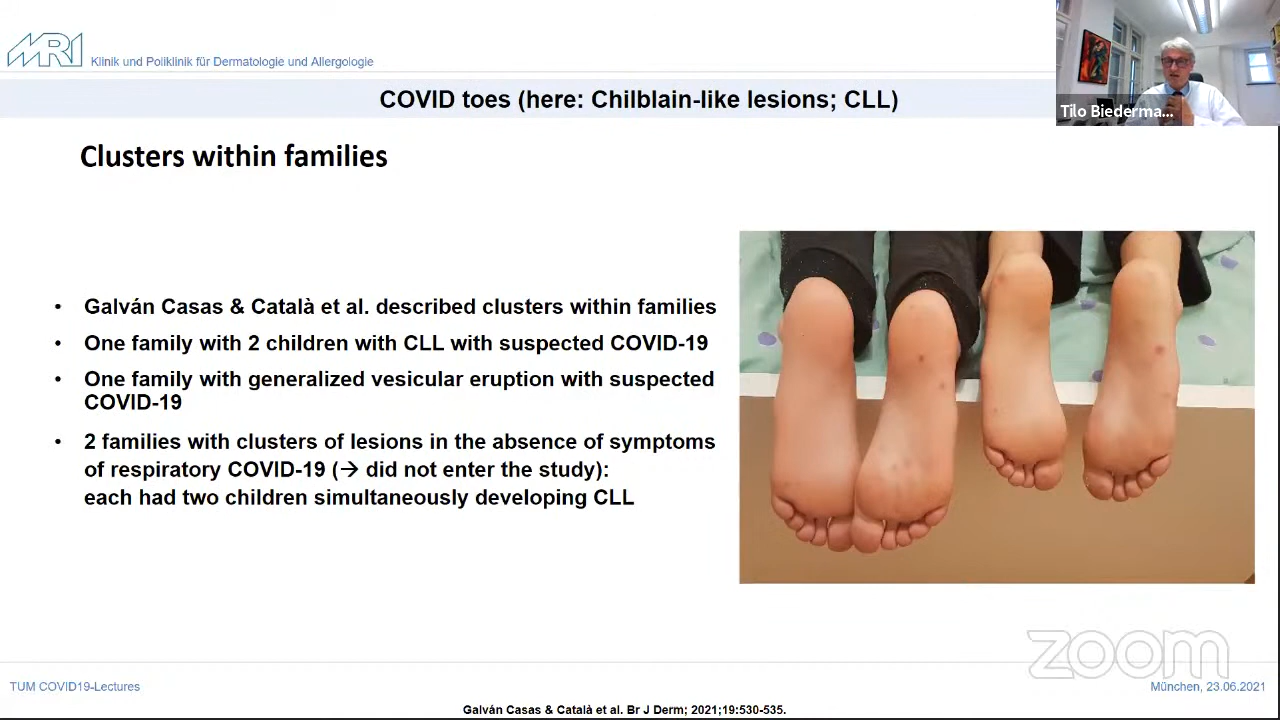 MRI
Klinik und Poliklinik für Dermatologie und Allergologie
COVID toes (here: Chilblain-like lesions; CLL)
Tilo Biederma...
Clusters within families
• Galván Casas & Català et al. described clusters within families
• One family with 2 children with CLL with suspected COVID-19
• One family with generalized vesicular eruption with suspected
COVID-19
• 2 families with clusters of lesions in the absence of symptoms
of respiratory COVID-19 (→ did not enter the study):
each had two children simultaneously developing CLL
zoom
TUM COVID19-Lectures
München, 23.06.2021
Galván Casas & Català et al. Br J Derm; 2021;19:530-535.